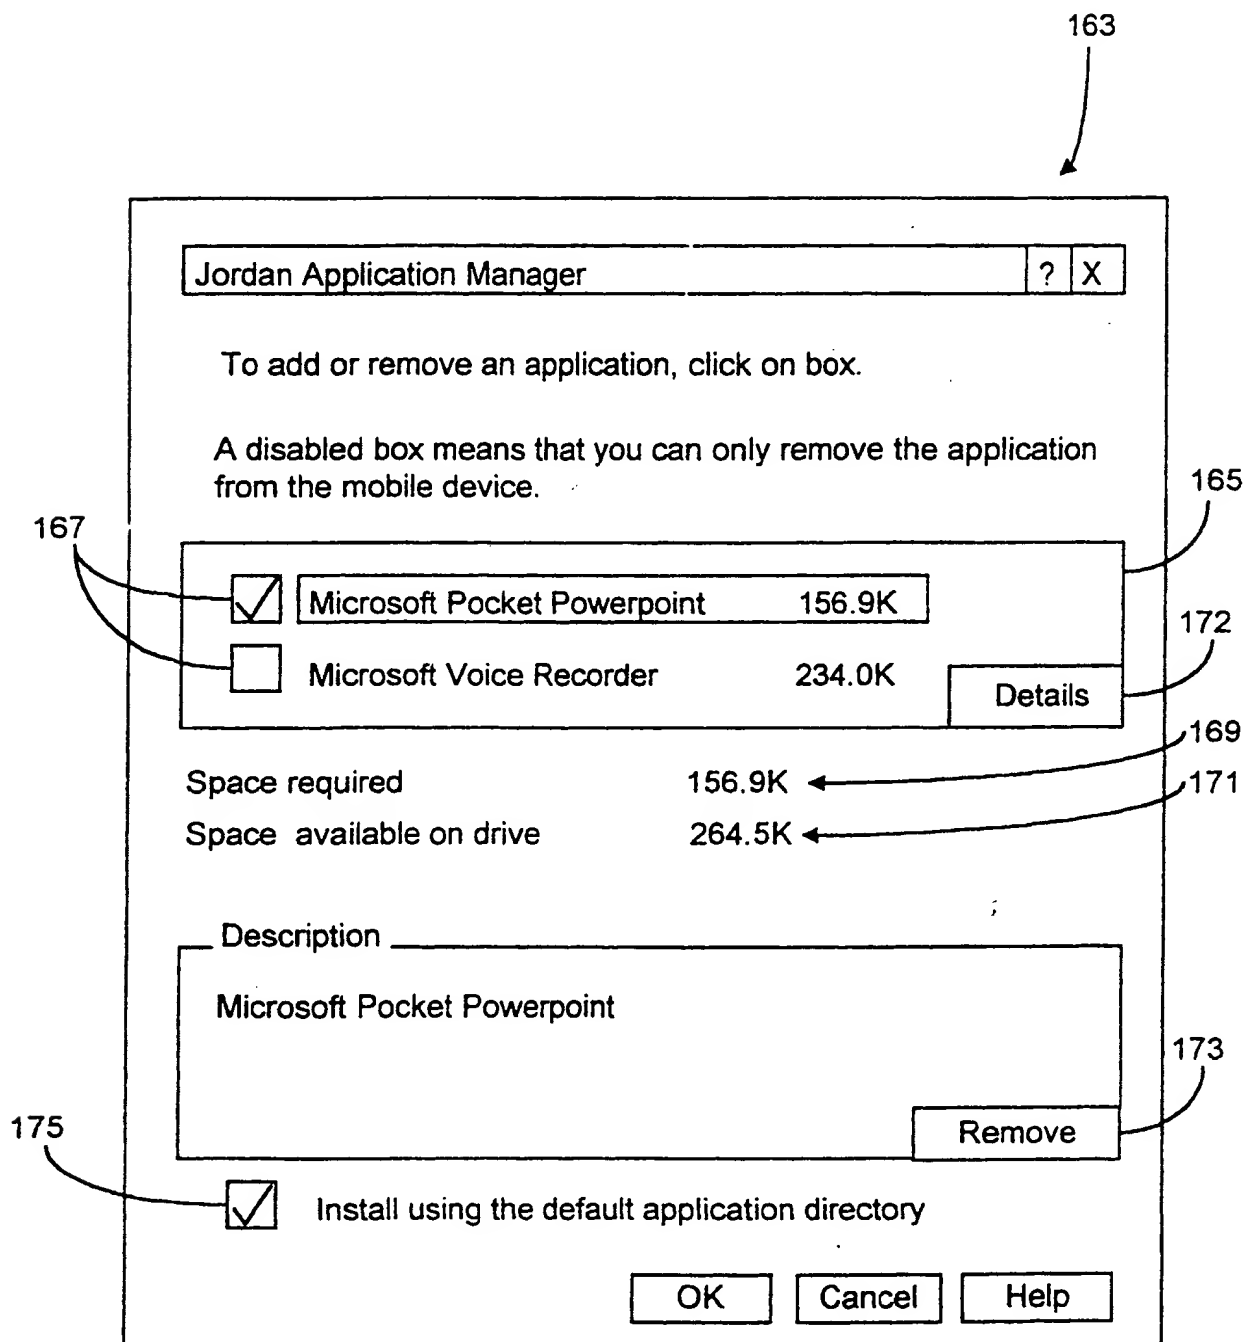 163
Jordan Application Manager ? X
To add or remove an application, click on box.
A disabled box means that you can only remove the application
from the mobile device.
165
167
Microsoft Pocket Powerpoint 156.9K
172
Microsoft Voice Recorder 234.0K
Details
169
Space required 156.9K
171
Space available on drive 264.5K
Description
Microsoft Pocket Powerpoint
173
Remove
175
Install using the default application directory
OK Cancel Help